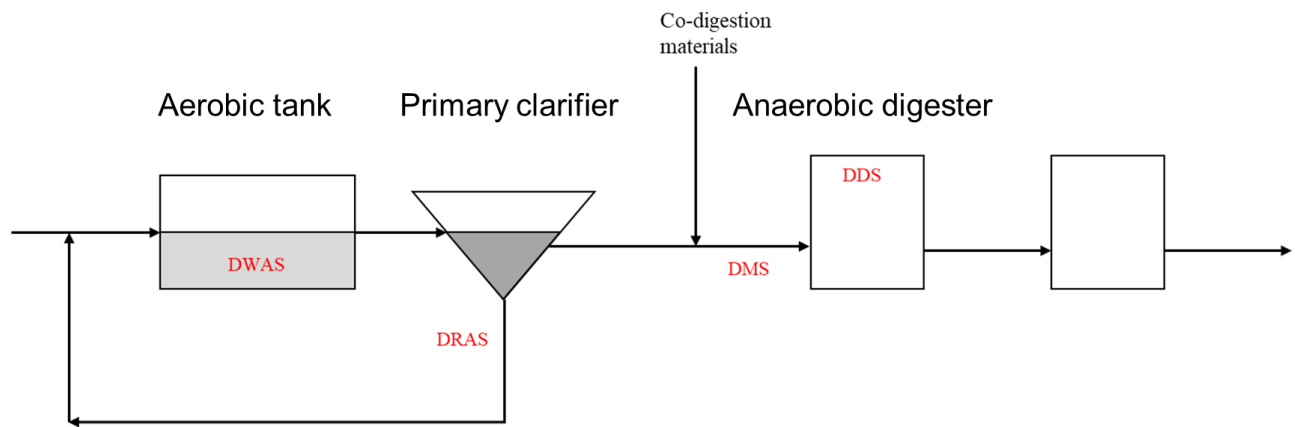 Co-digestion
materials
Aerobic tank
Primary clarifier
Anaerobic digester
DDS
DWAS
DMS
DRAS